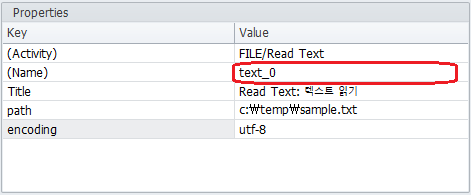 Properties
Key Value
(Activity) FILE/Read Text
(Name) text_0
Title Read Text: 텍스트 읽기
path c:₩temp₩sample.txt
encoding utf-8